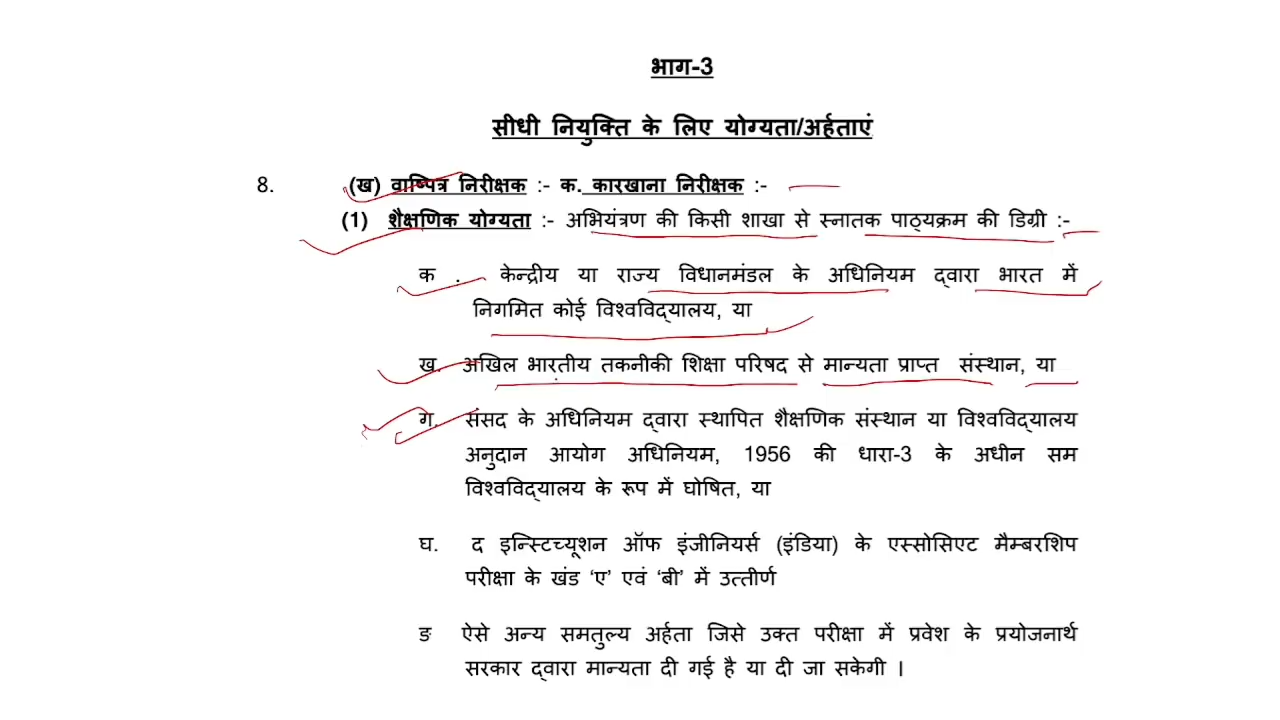 भाग-3
सीधी नियुक्ति के लिए योग्यता/अर्हताएं
8. (ख) वाष्पित्र निरीक्षक :- क. कारखाना निरीक्षक :-
(1) शैक्षणिक योग्यता :- अभियंत्रण की किसी शाखा से स्नातक पाठ्यक्रम की डिग्री :-
क . केन्द्रीय या राज्य विधानमंडल के अधिनियम द्वारा भारत में
निगमित कोई विश्वविद्यालय, या
ख. अखिल भारतीय तकनीकी शिक्षा परिषद से मान्यता प्राप्त संस्थान, या
ग. संसद के अधिनियम द्वारा स्थापित शैक्षणिक संस्थान या विश्वविद्यालय
अनुदान आयोग अधिनियम, 1956 की धारा-3 के अधीन सम
विश्वविद्यालय के रूप में घोषित, या
घ. द इन्स्टिच्यूशन ऑफ इंजीनियर्स (इंडिया) के एस्सोसिएट मैम्बरशिप
परीक्षा के खंड ‘ए’ एवं ‘बी’ में उत्तीर्ण
ङ ऐसे अन्य समतुल्य अर्हता जिसे उक्त परीक्षा में प्रवेश के प्रयोजनार्थ
सरकार द्वारा मान्यता दी गई है या दी जा सकेगी ।